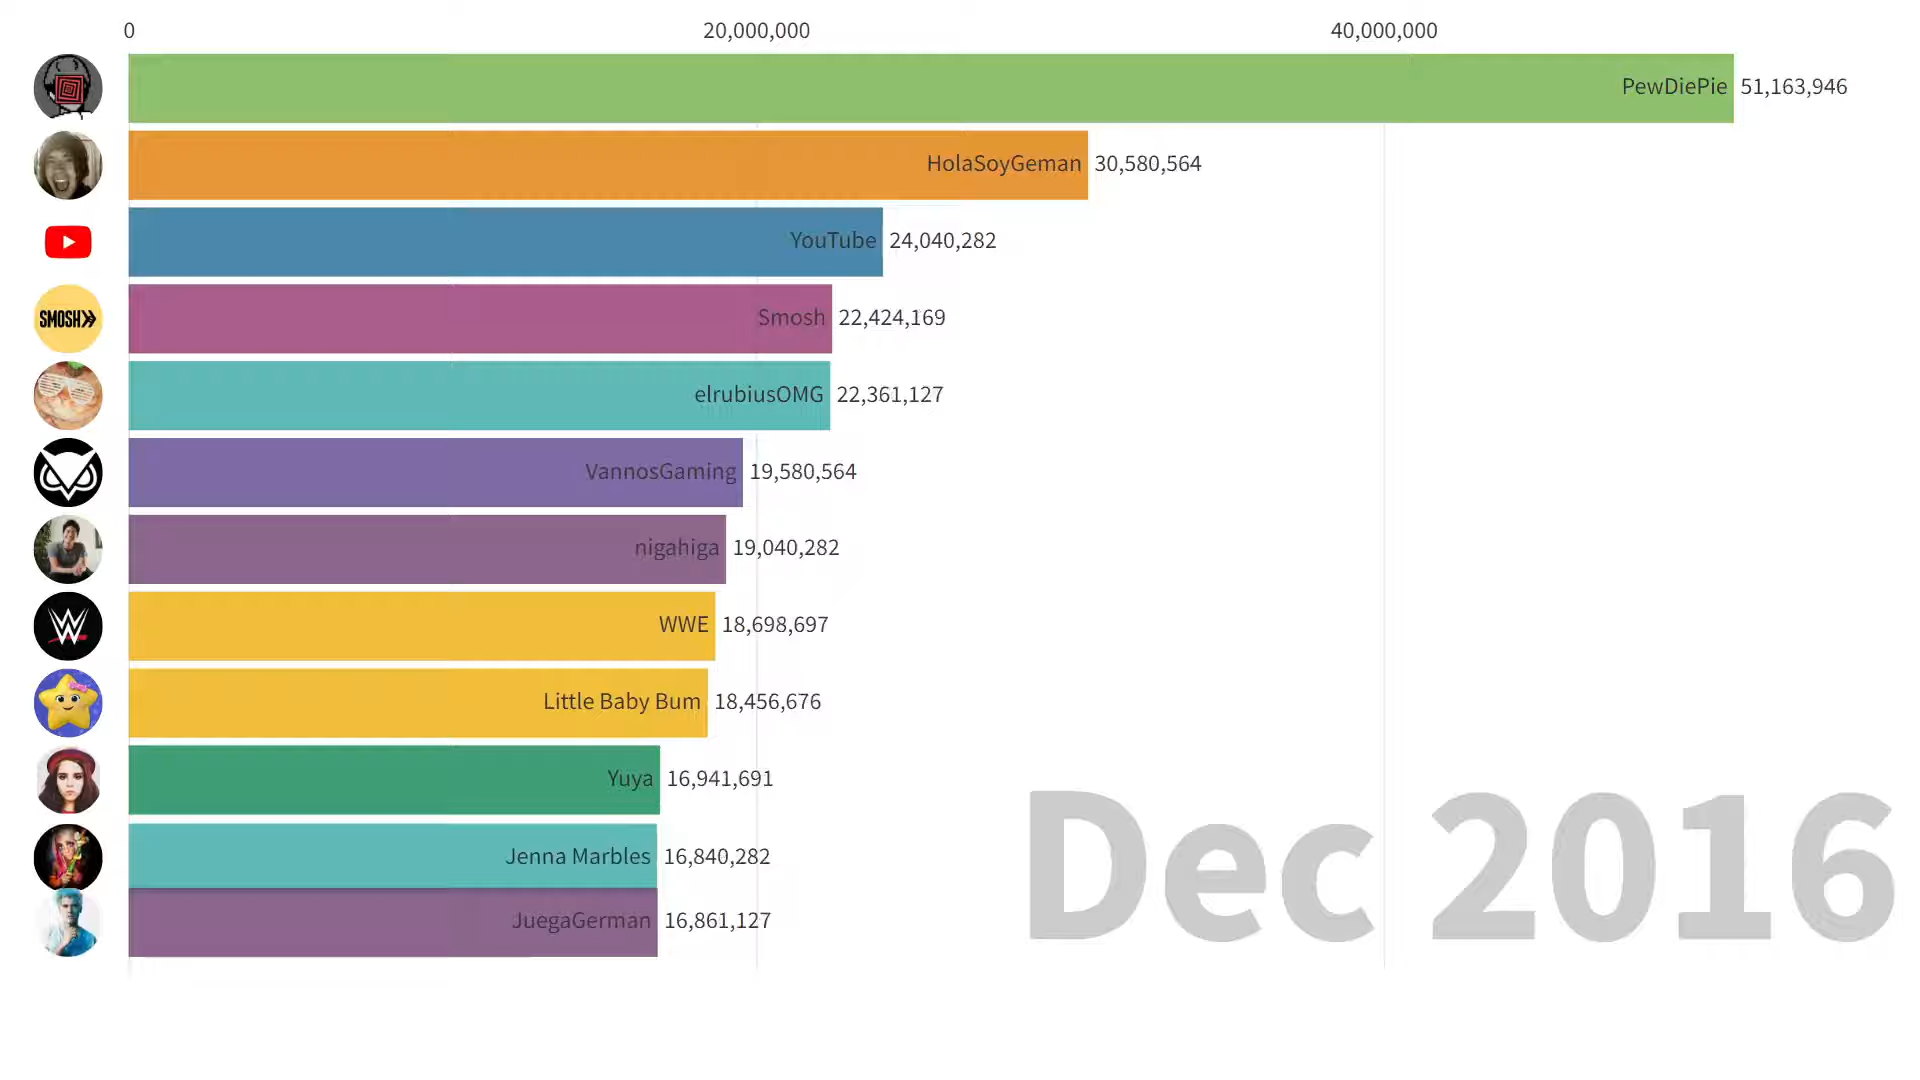 0 20,000,000 40,000,000
PewDiePie 51,163,946
HolaSoyGeman 30,580,564
YouTube 24,040,282
SMOSH Smosh 22,424,169
elrubiusOMG 22,361,127
VannosGaming 19,580,564
nigahiga 19,040,282
WWE 18,698,697
Little Baby Bum 18,456,676
Yuya 16,941,691
Jenna Marbles 16,840,282
JuegaGerman 16,861,127
Dec 2016